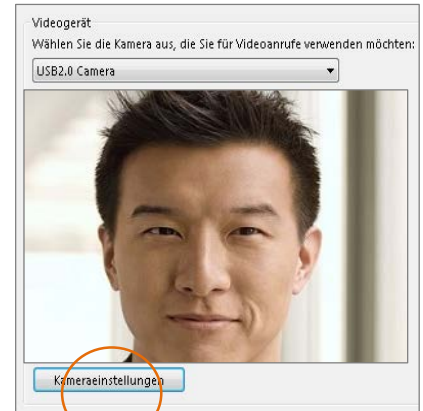 Videogerät
Wählen Sie die Kamera aus, die Sie für Videoanrufe verwenden möchten:
USB2.0 Camera
Kameraeinstellungen